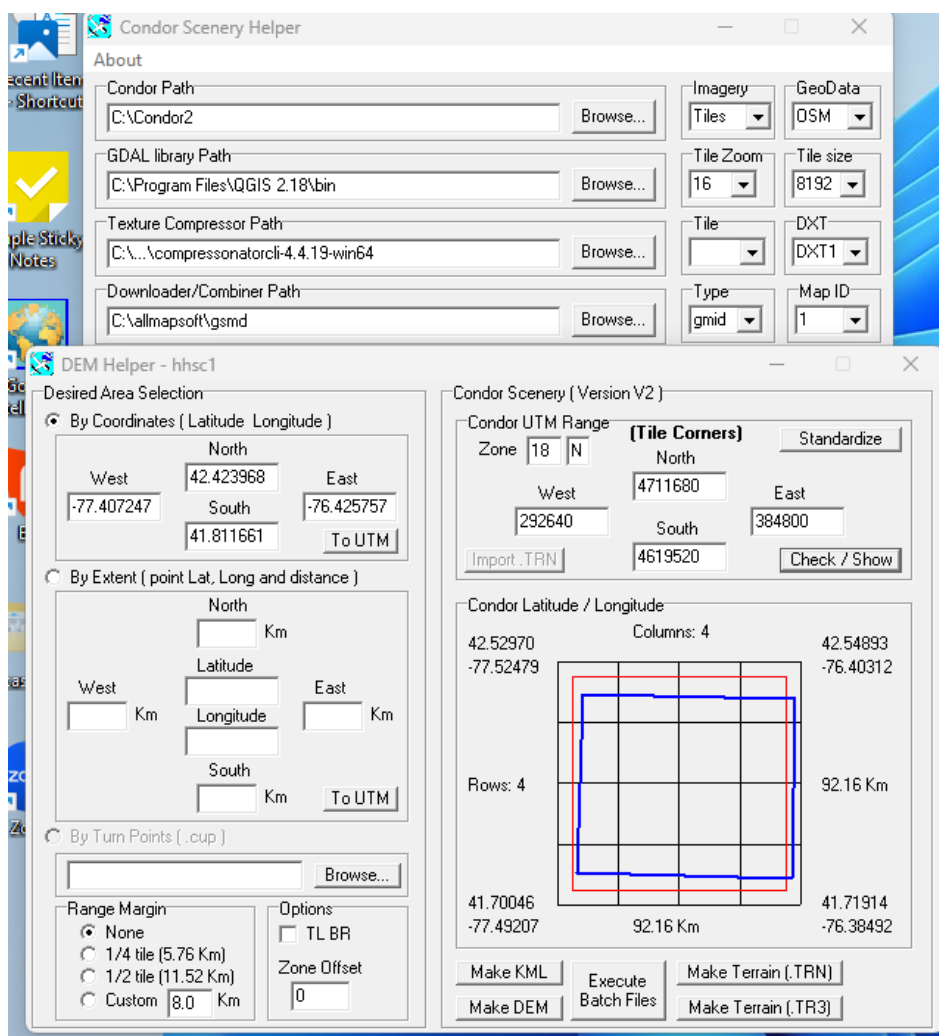 Condor Scenery Helper
About
Condor Path
C:\Condor2
Browse...
Imagery
Tiles
GeoData
OSM
GDAL library Path
C:\Program Files\QGIS 2.18\bin
Browse...
Tile Zoom
16
Tile size
8192
Texture Compressor Path
C:\...\compressonatorcli-4.4.19-win64
Browse...
Tile
DXT
DXT1
Downloader/Combiner Path
C:\allmapsoft\gsmd
Browse...
Type
gmid
Map ID
1
ecent Item
Shortcut
ple Sticky
Notes
DEM Helper - hhsc1
Desired Area Selection
By Coordinates ( Latitude Longitude )
North
42.423968
West
-77.407247
East
-76.425757
South
41.811661
To UTM
By Extent ( point Lat, Long and distance )
North
Km
Latitude
West
Km
East
Km
Longitude
South
Km
To UTM
By Turn Points ( .cup )
Browse...
Range Margin
None
1/4 tile (5.76 Km)
1/2 tile (11.52 Km)
Custom 8.0 Km
Options
TL BR
Zone Offset
0
Condor Scenery ( Version V2 )
Condor UTM Range
(Tile Corners)
Standardize
Zone 18 N
North
4711680
West
292640
East
384800
South
4619520
Import .TRN
Check / Show
Condor Latitude / Longitude
Columns: 4
42.52970
-77.52479
42.54893
-76.40312
Rows: 4
92.16 Km
41.70046
-77.49207
92.16 Km
41.71914
-76.38492
Make KML
Execute
Batch Files
Make Terrain (.TRN)
Make DEM
Make Terrain (.TR3)